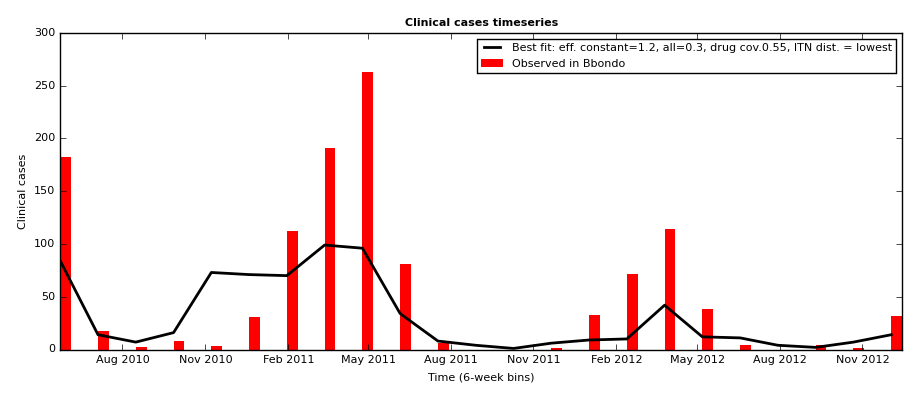 Clinical cases timeseries
300
250
200
150
100
50
0
Clinical cases
Best fit: eff. constant=1.2, all=0.3, drug cov.0.55, ITN dist. = lowest
Observed in Bbondo
Aug 2010 Nov 2010 Feb 2011 May 2011 Aug 2011 Nov 2011 Feb 2012 May 2012 Aug 2012 Nov 2012
Time (6-week bins)